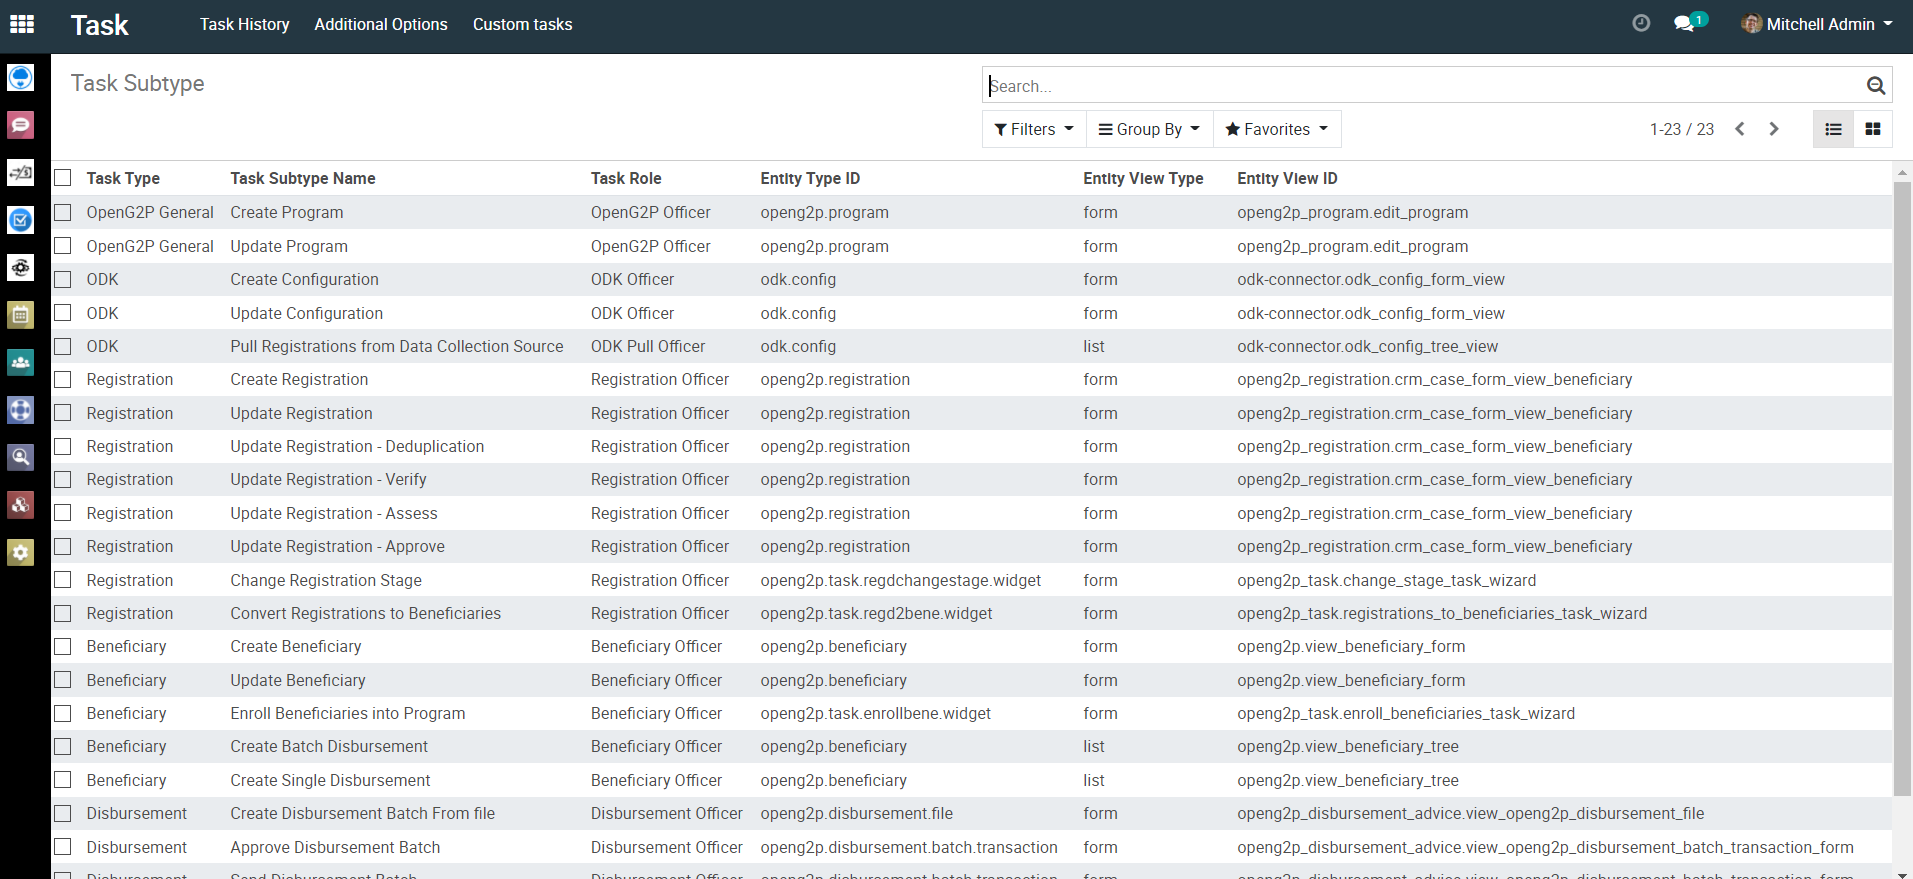 Task Task History Additional Options Custom tasks 1 Mitchell Admin
Task Subtype
Search...
Filters Group By Favorites 1-23 / 23
Task Type Task Subtype Name Task Role Entity Type ID Entity View Type Entity View ID
OpenG2P General Create Program OpenG2P Officer openg2p.program form openg2p_program.edit_program
OpenG2P General Update Program OpenG2P Officer openg2p.program form openg2p_program.edit_program
ODK Create Configuration ODK Officer odk.config form odk-connector.odk_config_form_view
ODK Update Configuration ODK Officer odk.config form odk-connector.odk_config_form_view
ODK Pull Registrations from Data Collection Source ODK Pull Officer odk.config list odk-connector.odk_config_tree_view
Registration Create Registration Registration Officer openg2p.registration form openg2p_registration.crm_case_form_view_beneficiary
Registration Update Registration Registration Officer openg2p.registration form openg2p_registration.crm_case_form_view_beneficiary
Registration Update Registration - Deduplication Registration Officer openg2p.registration form openg2p_registration.crm_case_form_view_beneficiary
Registration Update Registration - Verify Registration Officer openg2p.registration form openg2p_registration.crm_case_form_view_beneficiary
Registration Update Registration - Assess Registration Officer openg2p.registration form openg2p_registration.crm_case_form_view_beneficiary
Registration Update Registration - Approve Registration Officer openg2p.registration form openg2p_registration.crm_case_form_view_beneficiary
Registration Change Registration Stage Registration Officer openg2p.task.regdchangestage.widget form openg2p_task.change_stage_task_wizard
Registration Convert Registrations to Beneficiaries Registration Officer openg2p.task.regd2bene.widget form openg2p_task.registrations_to_beneficiaries_task_wizard
Beneficiary Create Beneficiary Beneficiary Officer openg2p.beneficiary form openg2p.view_beneficiary_form
Beneficiary Update Beneficiary Beneficiary Officer openg2p.beneficiary form openg2p.view_beneficiary_form
Beneficiary Enroll Beneficiaries into Program Beneficiary Officer openg2p.task.enrollbene.widget form openg2p_task.enroll_beneficiaries_task_wizard
Beneficiary Create Batch Disbursement Beneficiary Officer openg2p.beneficiary list openg2p.view_beneficiary_tree
Beneficiary Create Single Disbursement Beneficiary Officer openg2p.beneficiary list openg2p.view_beneficiary_tree
Disbursement Create Disbursement Batch From file Disbursement Officer openg2p.disbursement.file form openg2p_disbursement_advice.view_openg2p_disbursement_file
Disbursement Approve Disbursement Batch Disbursement Officer openg2p.disbursement.batch.transaction form openg2p_disbursement_advice.view_openg2p_disbursement_batch_transaction_form